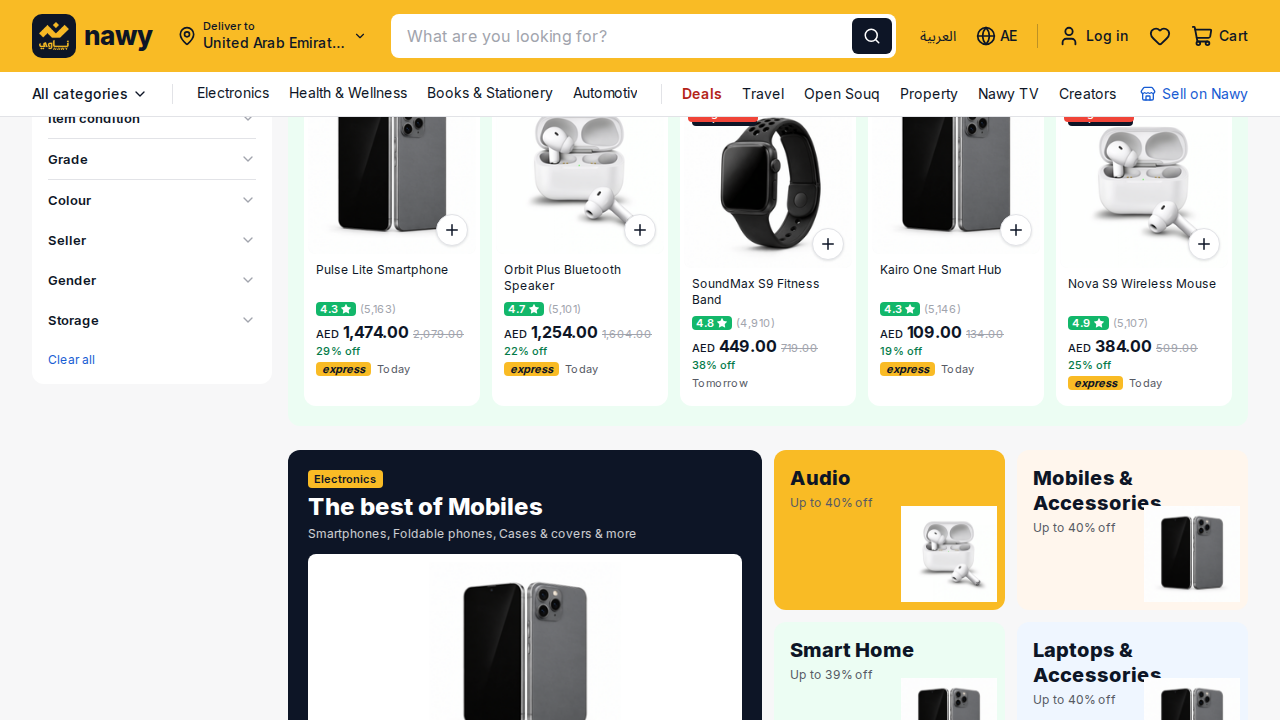 ناوي
NAWY
nawy
Deliver to
United Arab Emirat...
What are you looking for?
العربية
AE
Log in
Cart
All categories
Electronics
Health & Wellness
Books & Stationery
Automotiv
Deals
Travel
Open Souq
Property
Nawy TV
Creators
Sell on Nawy
Item condition
Grade
Colour
Seller
Gender
Storage
Clear all
Pulse Lite Smartphone
4.3 (5,163)
AED 1,474.00 2,079.00
29% off
express Today
Orbit Plus Bluetooth
Speaker
4.7 (5,101)
AED 1,254.00 1,604.00
22% off
express Today
SoundMax S9 Fitness
Band
4.8 (4,910)
AED 449.00 719.00
38% off
Tomorrow
Kairo One Smart Hub
4.3 (5,146)
AED 109.00 134.00
19% off
express Today
Nova S9 Wireless Mouse
4.9 (5,107)
AED 384.00 509.00
25% off
express Today
Electronics
The best of Mobiles
Smartphones, Foldable phones, Cases & covers & more
Audio
Up to 40% off
Mobiles &
Accessories
Up to 40% off
Smart Home
Up to 39% off
Laptops &
Accessories
Up to 40% off